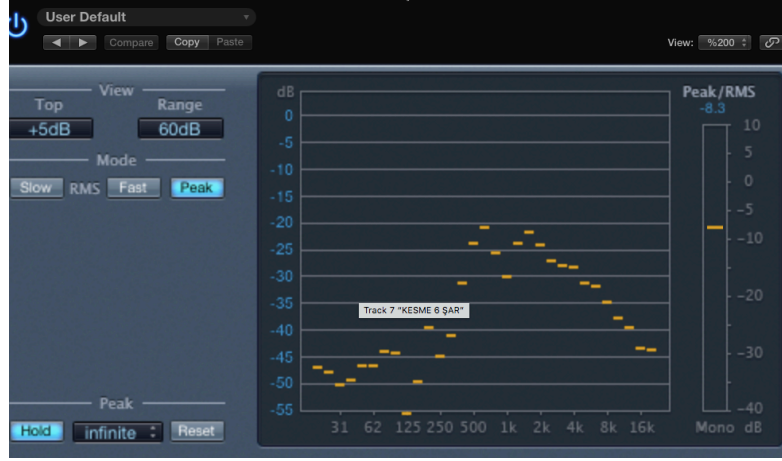 User Default
Compare Copy Paste
View: %200
View
Top Range
+5dB 60dB
Mode
Slow RMS Fast Peak
Peak
Hold infinite Reset
dB
0
-5
-10
-15
-20
-25
-30
-35
-40
-45
-50
-55
31 62 125 250 500 1k 2k 4k 8k 16k
Track 7 "KESME 6 ŞAR"
Peak/RMS
-8.3
10
5
0
-5
-10
-20
-30
-40
Mono dB